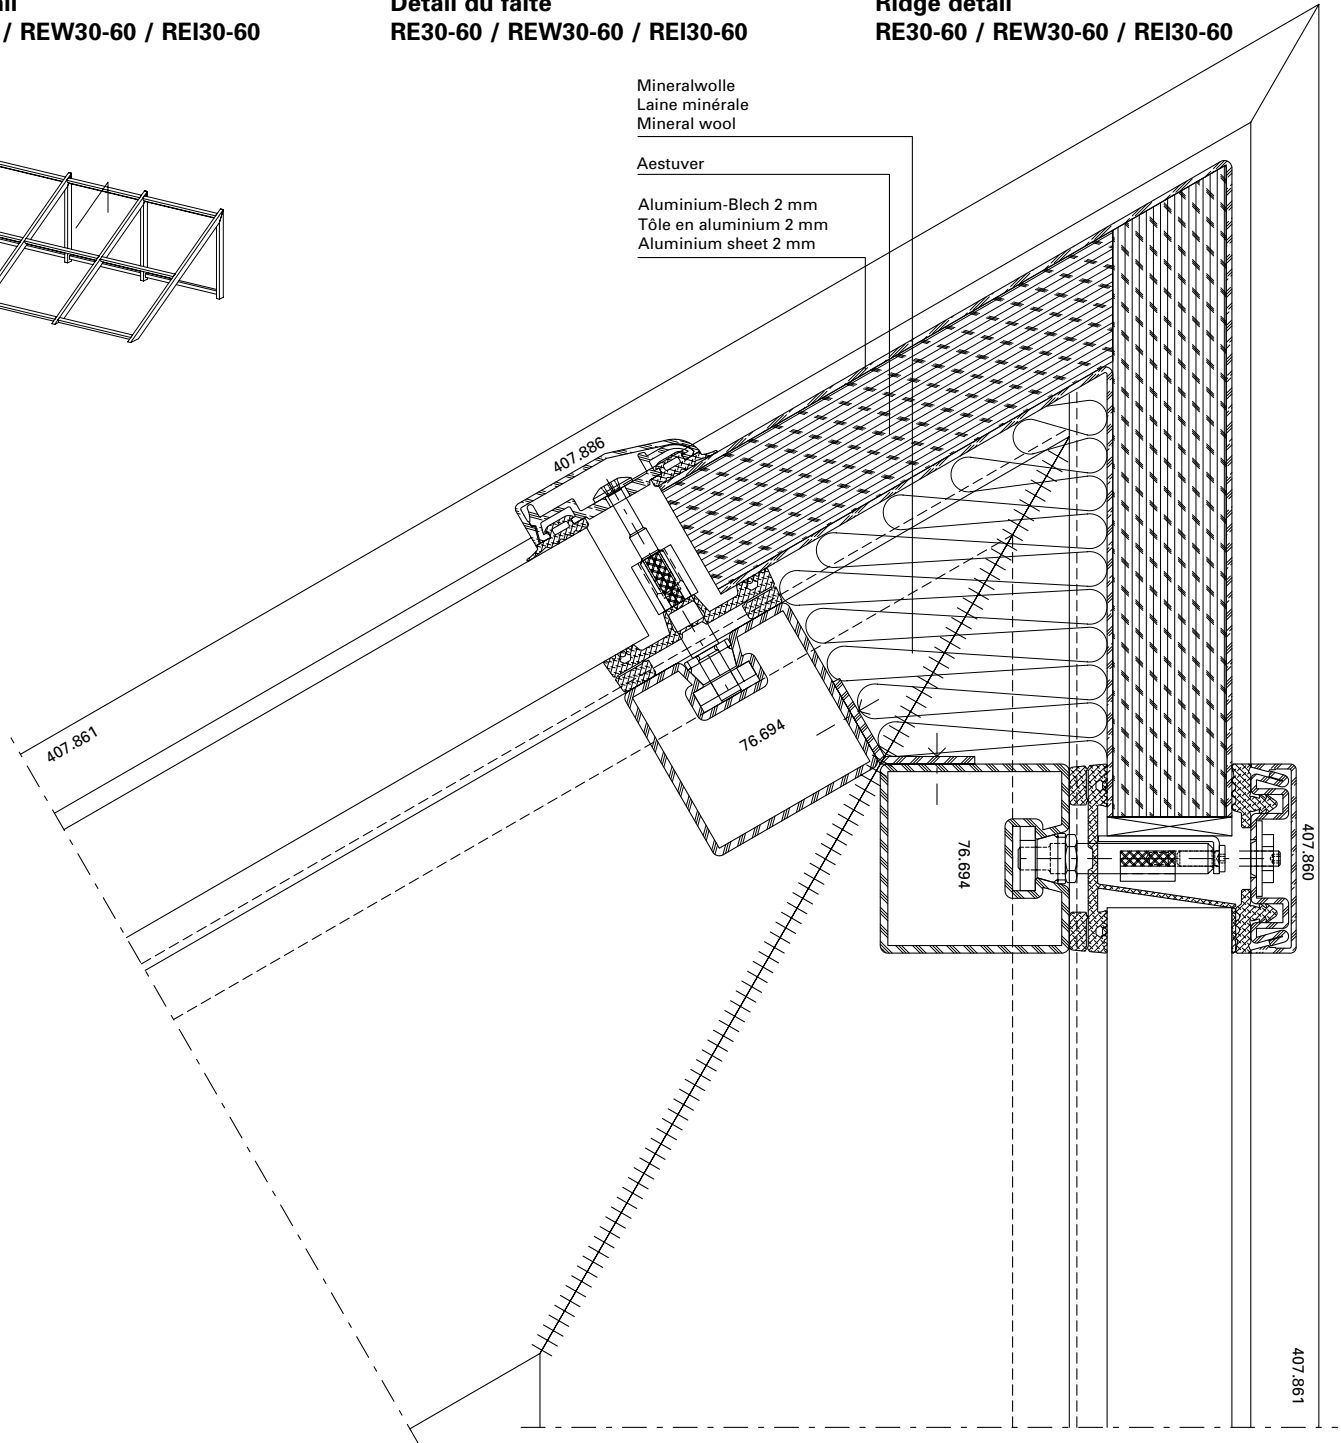 / REW30-60 / REI30-60
Détail du faîte
RE30-60 / REW30-60 / REI30-60
Ridge detail
RE30-60 / REW30-60 / REI30-60
Mineralwolle
Laine minérale
Mineral wool
Aestuver
Aluminium-Blech 2 mm
Tôle en aluminium 2 mm
Aluminium sheet 2 mm
407.886
407.861
76.694
76.694
407.860
407.861